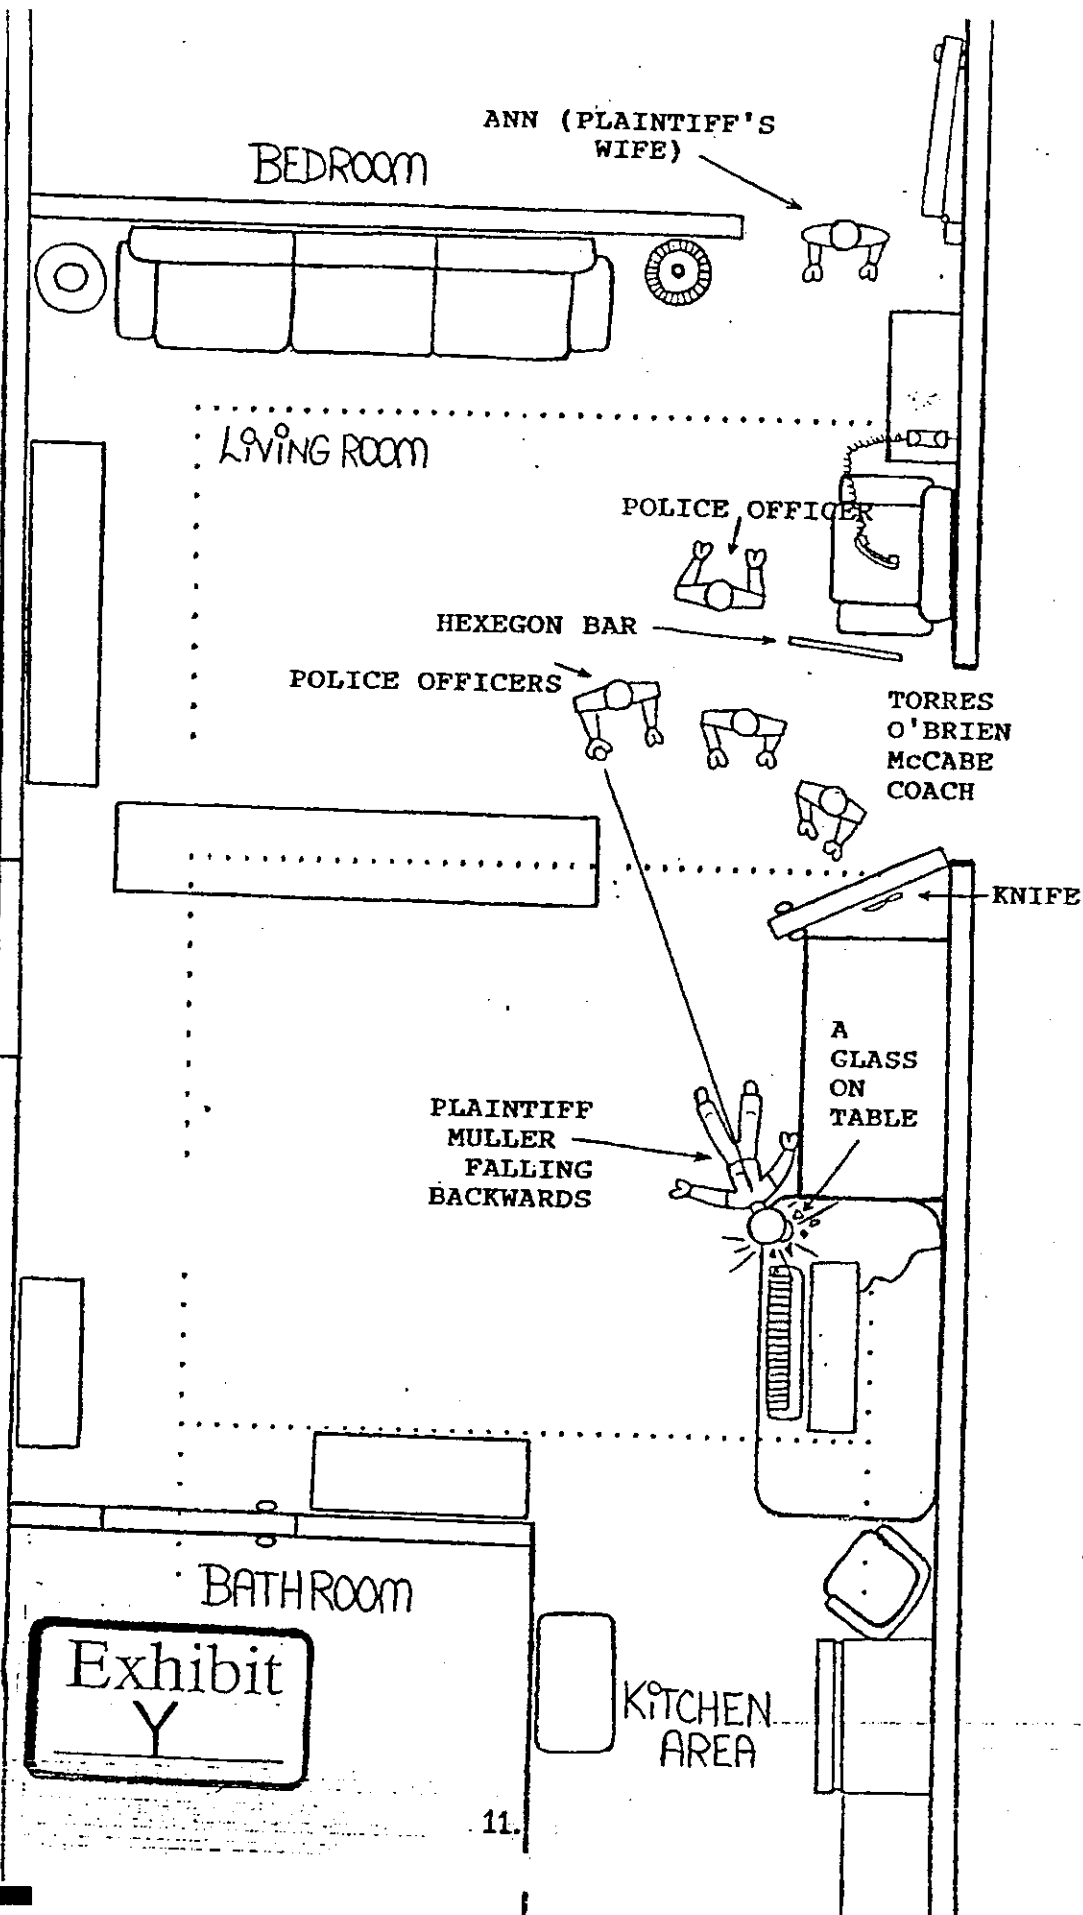 ANN (PLAINTIFF'S
WIFE)
BEDROOM
LIVING ROOM
POLICE OFFICER
HEXEGON BAR
POLICE OFFICERS
TORRES
O'BRIEN
McCABE
COACH
KNIFE
A
GLASS
ON
TABLE
PLAINTIFF
MULLER
FALLING
BACKWARDS
BATHROOM
Exhibit
Y
KITCHEN
AREA
11.